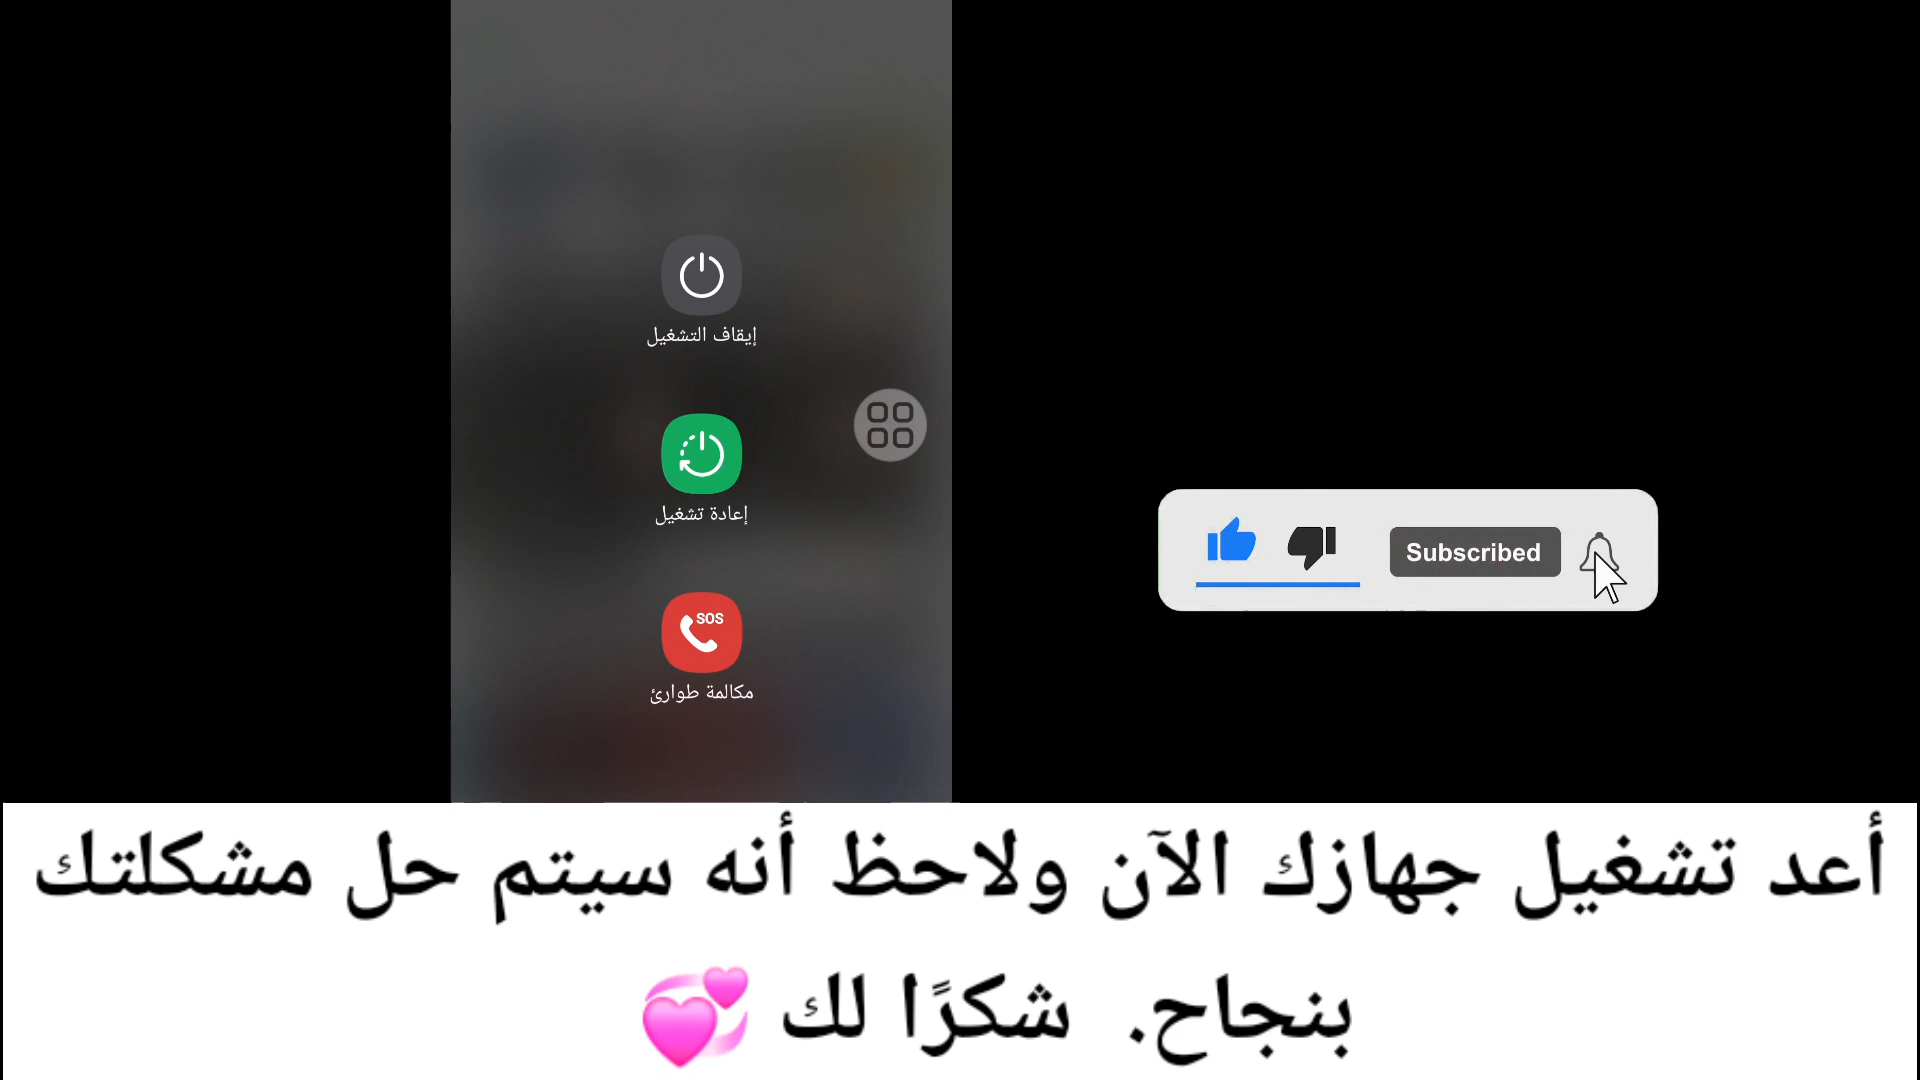 إيقاف التشغيل
إعادة تشغيل
SOS
مكالمة طوارئ
Subscribed
أعد تشغيل جهازك الآن ولاحظ أنه سيتم حل مشكلتك
بنجاح. شكرًا لك 💞